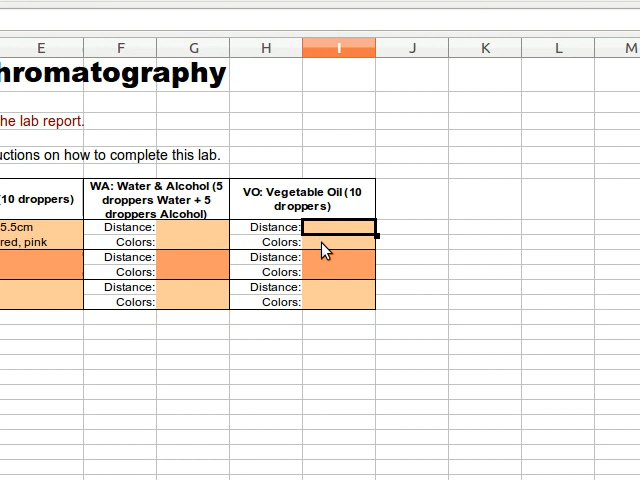 E F G H I J K L M
hromatography
he lab report.
uctions on how to complete this lab.
(10 droppers) WA: Water & Alcohol (5 droppers Water + 5 droppers Alcohol) VO: Vegetable Oil (10 droppers)
5.5cm Distance: Distance:
red, pink Colors: Colors:
Distance: Distance:
Colors: Colors:
Distance: Distance:
Colors: Colors: